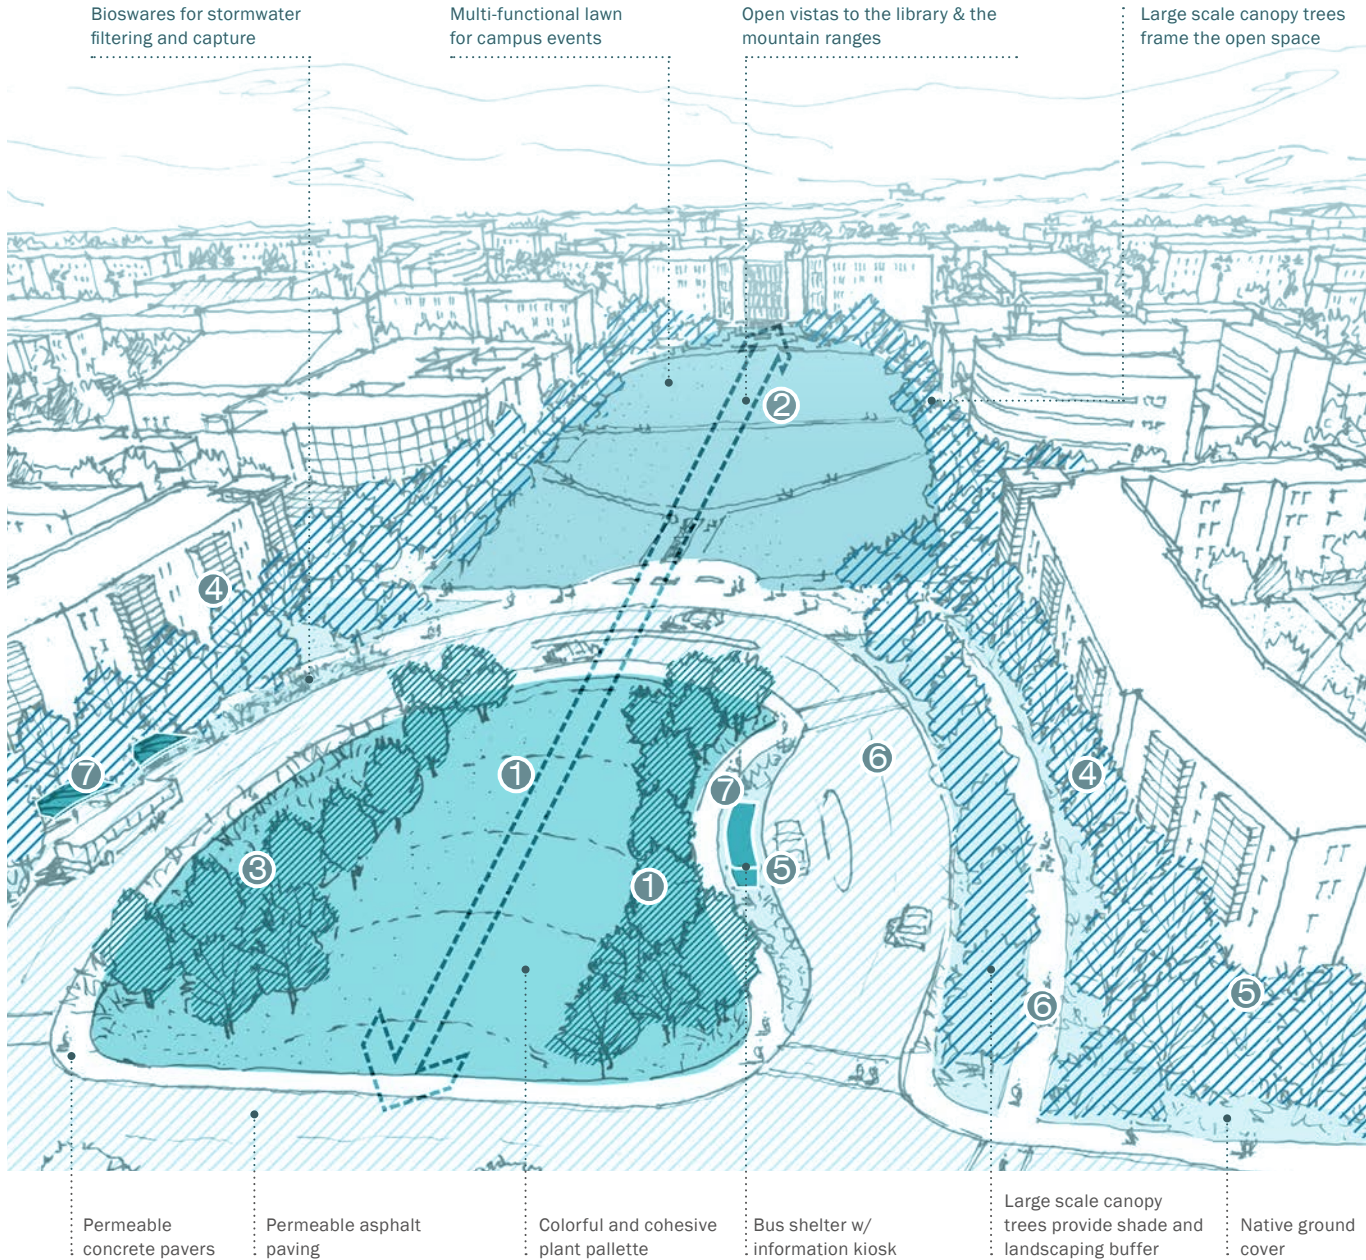 Bioswares for stormwater
filtering and capture
Multi-functional lawn
for campus events
Open vistas to the library & the
mountain ranges
Large scale canopy trees
frame the open space
2
4
1
6
7
7
4
3
5
1
5
6
Permeable
concrete pavers
Permeable asphalt
paving
Colorful and cohesive
plant pallette
Bus shelter w/
information kiosk
Large scale canopy
trees provide shade and
landscaping buffer
Native ground
cover